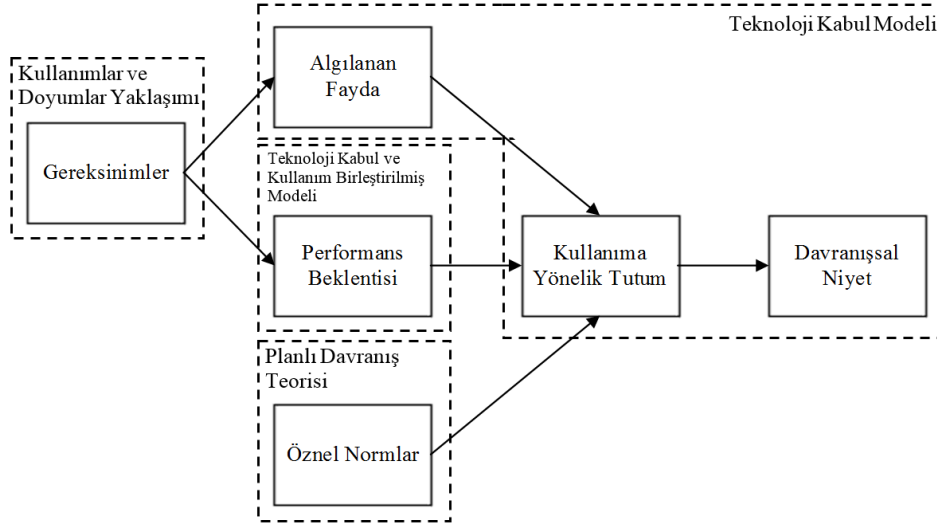 Teknoloji Kabul Modeli
Kullanımlar ve
Doyumlar Yaklaşımı
Gereksinimler
Algılanan
Fayda
Teknoloji Kabul ve
Kullanım Birleştirilmiş
Modeli
Performans
Beklentisi
Kullanıma
Yönelik Tutum
Davranışsal
Niyet
Planlı Davranış
Teorisi
Öznel Normlar